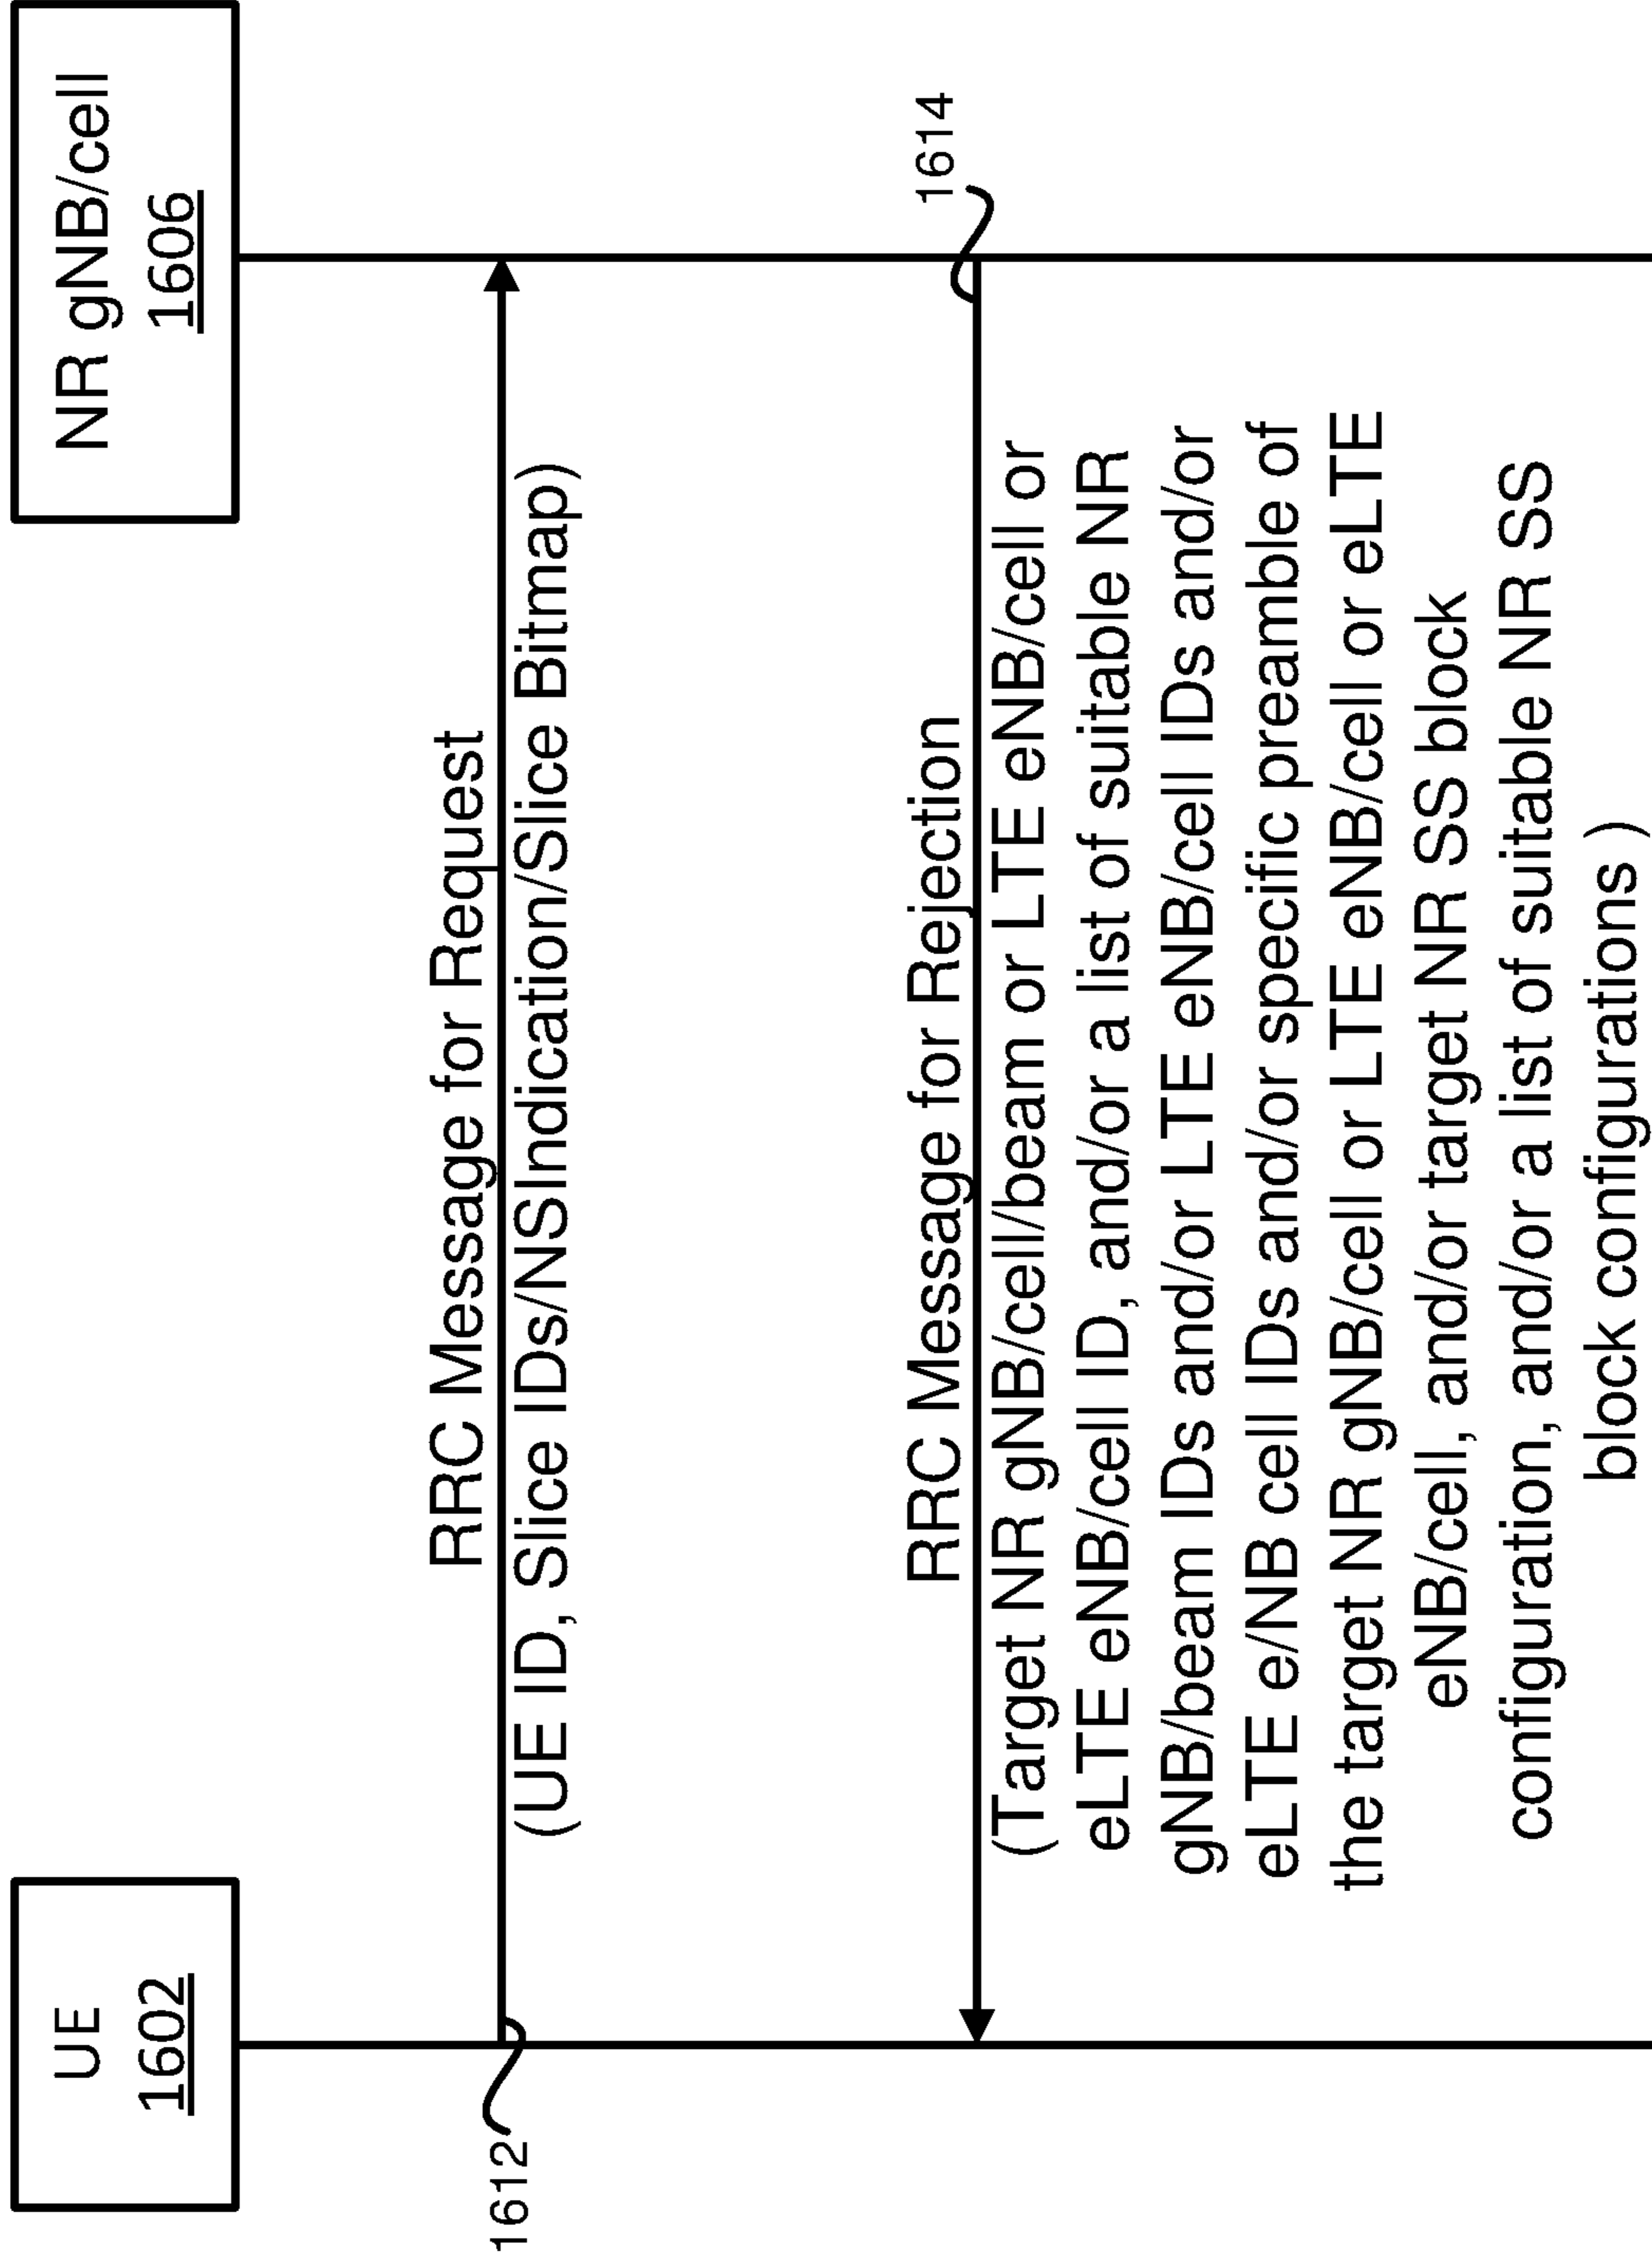 UE
1602
NR gNB/cell
1606
RRC Message for Request
1612
(UE ID, Slice IDs/NSIndication/Slice Bitmap)
RRC Message for Rejection
1614
(Target NR gNB/cell/beam or LTE eNB/cell or
eLTE eNB/cell ID, and/or a list of suitable NR
gNB/beam IDs and/or LTE eNB/cell IDs and/or
eLTE e/NB cell IDs and/or specific preamble of
the target NR gNB/cell or LTE eNB/cell or eLTE
eNB/cell, and/or target NR SS block
configuration, and/or a list of suitable NR SS
block configurations )